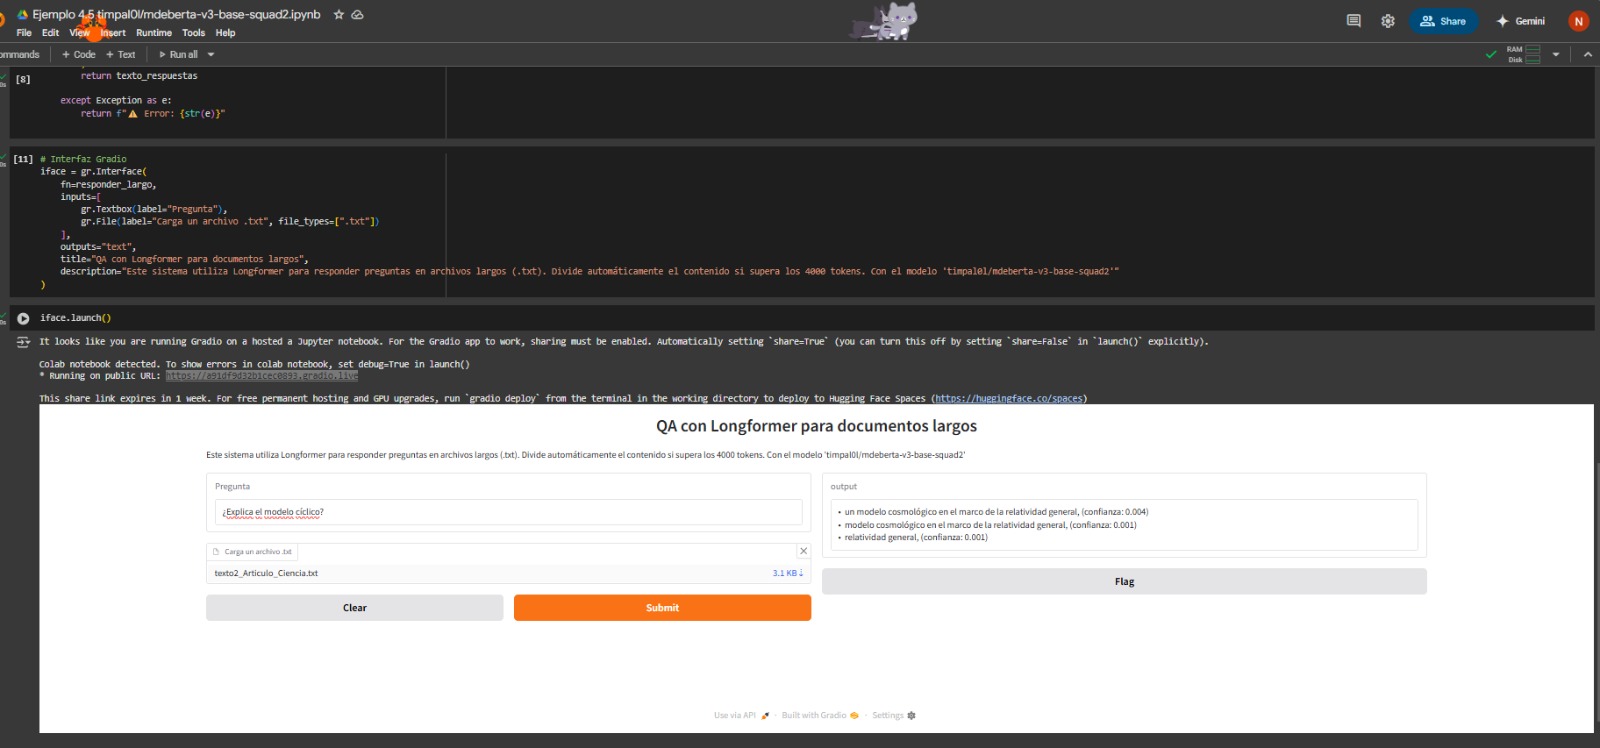 Ejemplo 4.5 timpal0l/mdeberta-v3-base-squad2.ipynb
File Edit View Insert Runtime Tools Help
Share
Gemini
N
ommands + Code + Text Run all
RAM
Disk
[8]
return texto_respuestas
except Exception as e:
return f"⚠️ Error: {str(e)}"
[11] # Interfaz Gradio
iface = gr.Interface(
fn=responder_largo,
inputs=[
gr.Textbox(label="Pregunta"),
gr.File(label="Carga un archivo .txt", file_types=[".txt"])
],
outputs="text",
title="QA con Longformer para documentos largos",
description="Este sistema utiliza Longformer para responder preguntas en archivos largos (.txt). Divide automáticamente el contenido si supera los 4000 tokens. Con el modelo 'timpal0l/mdeberta-v3-base-squad2'"
)
iface.launch()
It looks like you are running Gradio on a hosted a Jupyter notebook. For the Gradio app to work, sharing must be enabled. Automatically setting `share=True` (you can turn this off by setting `share=False` in `launch()` explicitly).
Colab notebook detected. To show errors in colab notebook, set debug=True in launch()
* Running on public URL: https://a91df9d32b1cec0893.gradio.live
This share link expires in 1 week. For free permanent hosting and GPU upgrades, run `gradio deploy` from the terminal in the working directory to deploy to Hugging Face Spaces (https://huggingface.co/spaces)
QA con Longformer para documentos largos
Este sistema utiliza Longformer para responder preguntas en archivos largos (.txt). Divide automáticamente el contenido si supera los 4000 tokens. Con el modelo 'timpal0l/mdeberta-v3-base-squad2'
Pregunta
¿Explica el modelo cíclico?
Carga un archivo .txt
texto2_Articulo_Ciencia.txt 3.1 KB ↓
Clear
Submit
output
• un modelo cosmológico en el marco de la relatividad general, (confianza: 0.004)
• modelo cosmológico en el marco de la relatividad general, (confianza: 0.001)
• relatividad general, (confianza: 0.001)
Flag
Use via API · Built with Gradio · Settings